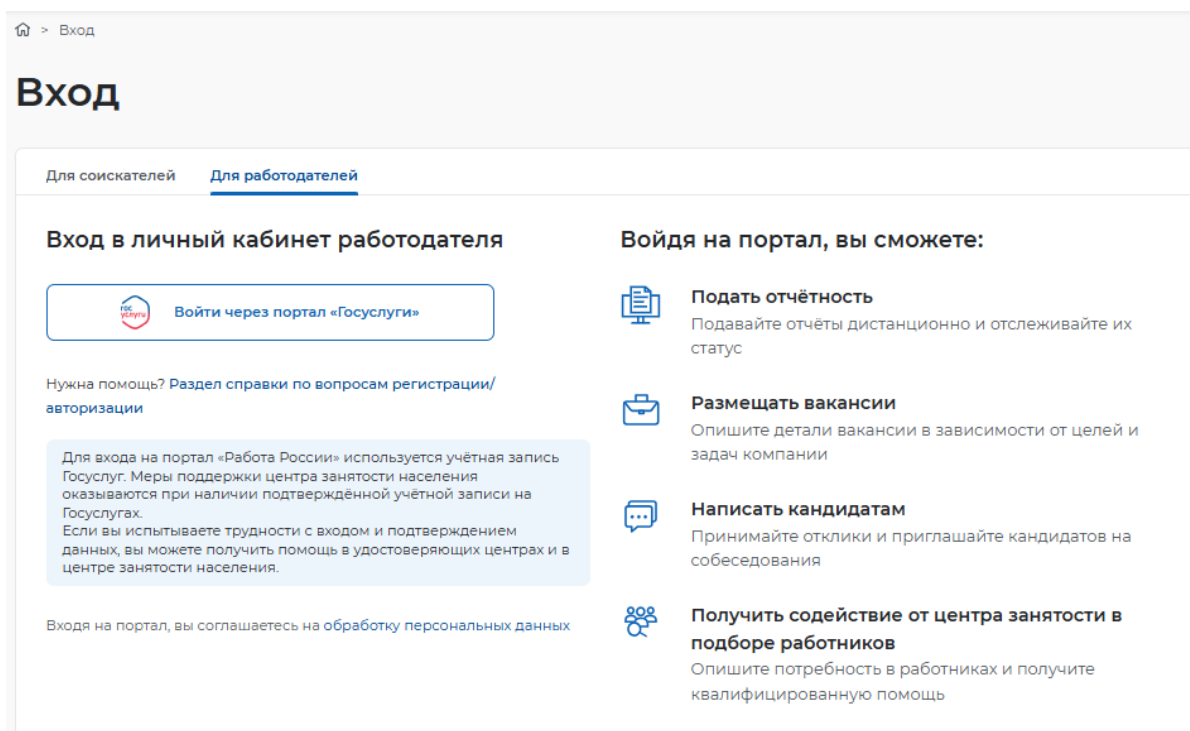 > Вход
Вход
Для соискателей
Для работодателей
Вход в личный кабинет работодателя
гос услуги
Войти через портал «Госуслуги»
Нужна помощь? Раздел справки по вопросам регистрации/
авторизации
Для входа на портал «Работа России» используется учётная запись
Госуслуг. Меры поддержки центра занятости населения
оказываются при наличии подтверждённой учётной записи на
Госуслугах.
Если вы испытываете трудности с входом и подтверждением
данных, вы можете получить помощь в удостоверяющих центрах и в
центре занятости населения.
Входя на портал, вы соглашаетесь на обработку персональных данных
Войдя на портал, вы сможете:
Подать отчётность
Подавайте отчёты дистанционно и отслеживайте их
статус
Размещать вакансии
Опишите детали вакансии в зависимости от целей и
задач компании
Написать кандидатам
Принимайте отклики и приглашайте кандидатов на
собеседования
Получить содействие от центра занятости в
подборе работников
Опишите потребность в работниках и получите
квалифицированную помощь